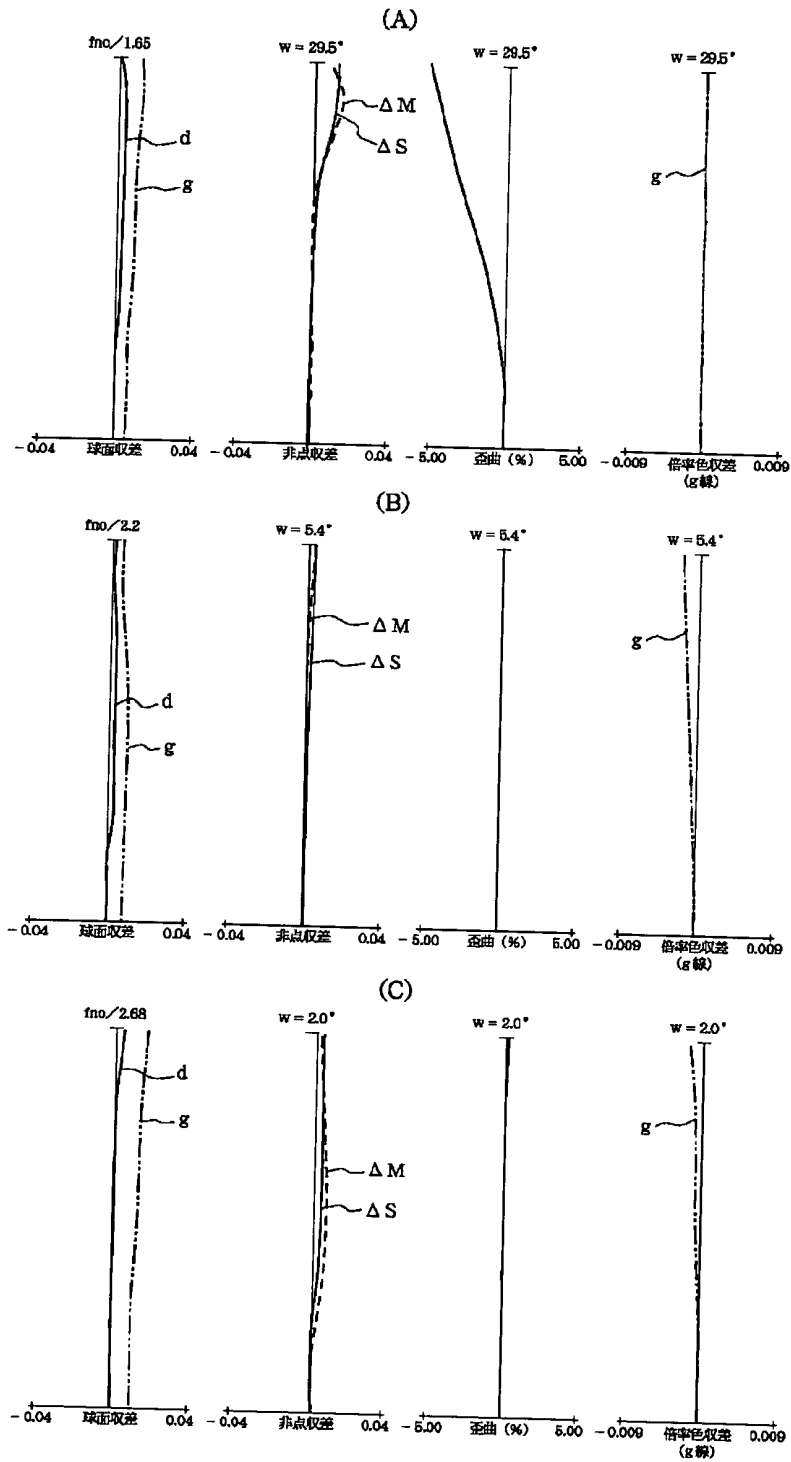 (A)
fno/1.65
w = 29.5°
w = 29.5°
w = 29.5°
d
g
ΔM
ΔS
g
-0.04 球面収差 0.04
-0.04 非点収差 0.04
-5.00 歪曲 (%) 5.00
-0.009 倍率色収差 0.009
(g線)
(B)
fno/2.2
w = 5.4°
w = 5.4°
w = 5.4°
d
g
ΔM
ΔS
g
-0.04 球面収差 0.04
-0.04 非点収差 0.04
-5.00 歪曲 (%) 5.00
-0.009 倍率色収差 0.009
(g線)
(C)
fno/2.68
w = 2.0°
w = 2.0°
w = 2.0°
d
g
ΔM
ΔS
g
-0.04 球面収差 0.04
-0.04 非点収差 0.04
-5.00 歪曲 (%) 5.00
-0.009 倍率色収差 0.009
(g線)